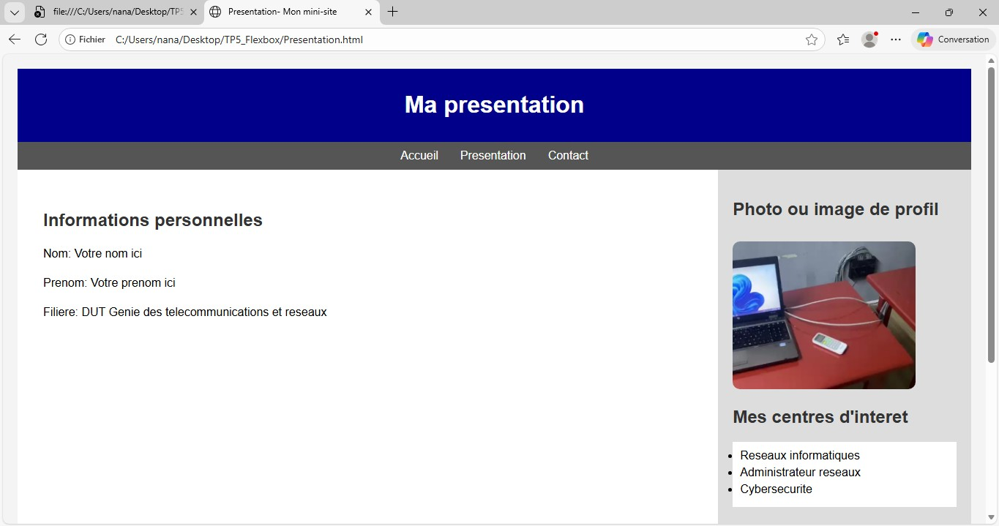 file:///C:/Users/nana/Desktop/TP5
Presentation- Mon mini-site
Fichier
C:/Users/nana/Desktop/TP5_Flexbox/Presentation.html
Conversation
Ma presentation
Accueil Presentation Contact
Informations personnelles
Nom: Votre nom ici
Prenom: Votre prenom ici
Filiere: DUT Genie des telecommunications et reseaux
Photo ou image de profil
Mes centres d'interet
Reseaux informatiques
Administrateur reseaux
Cybersecurite